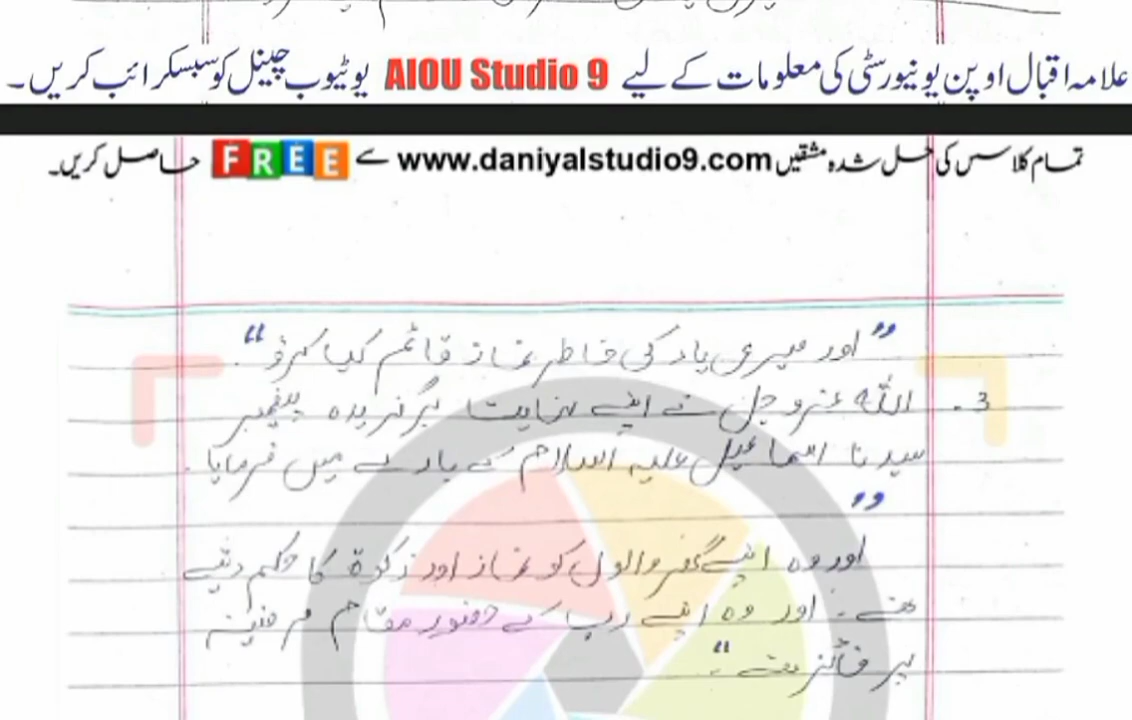 علامہ اقبال اوپن یونیورسٹی کی معلومات کے لیے AIOU Studio 9 یوٹیوب چینل کو سبسکرائب کریں۔
تمام کلاسس کی حل شدہ مشقیں www.daniyalstudio9.com سے FREE حاصل کریں۔
”اور میری یاد کی خاطر نماز قائم کیا کرو“
3. اللہ عزوجل نے اپنے نہایت برگزیدہ پیغمبر
سیدنا اسماعیل علیہ السلام کے بارے میں فرمایا۔
”
اور وہ اپنے گھر والوں کو نماز اور زکوٰۃ کا حکم دیتے
تھے۔ اور وہ اپنے رب کے حضور مقام مرضیہ
پر فائز تھے“۔